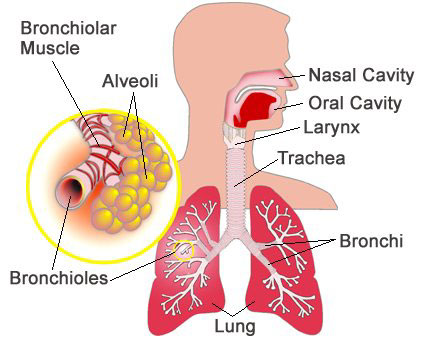 Bronchiolar
Muscle
Alveoli
Nasal Cavity
Oral Cavity
Larynx
Trachea
Bronchi
Bronchioles
Lung